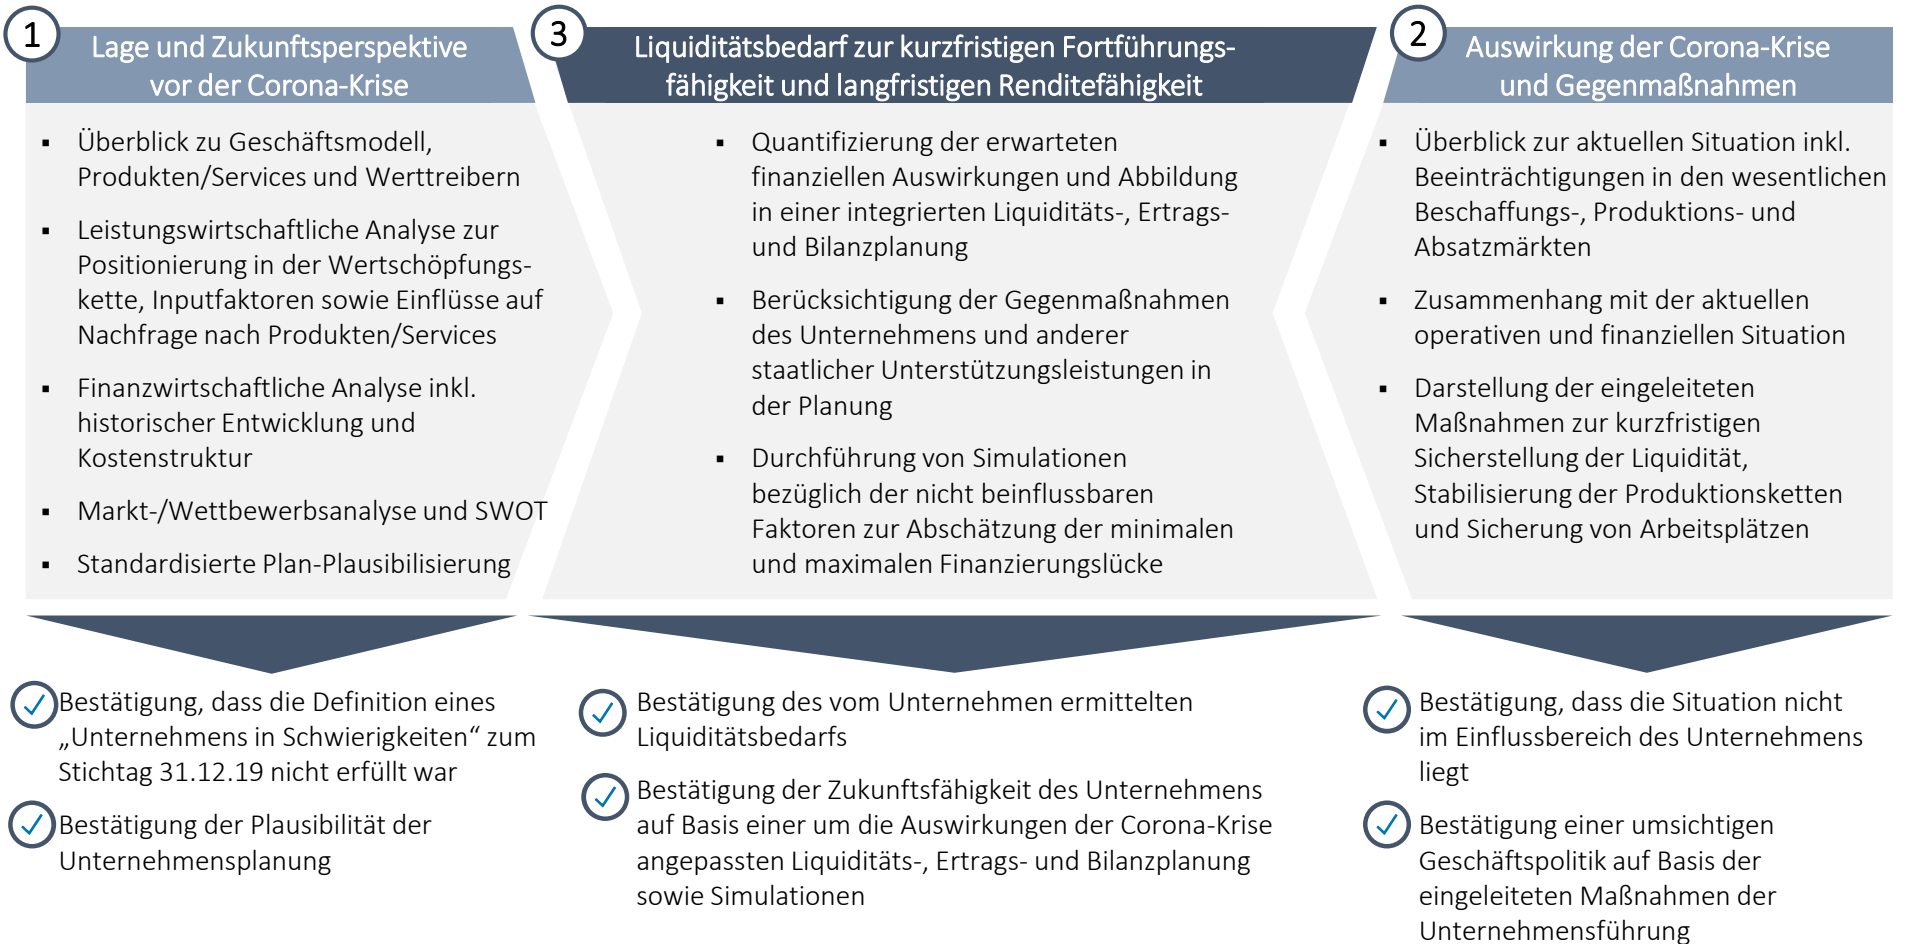 1
Lage und Zukunftsperspektive
vor der Corona-Krise
▪ Überblick zu Geschäftsmodell,
Produkten/Services und Werttreibern
▪ Leistungswirtschaftliche Analyse zur
Positionierung in der Wertschöpfungs-
kette, Inputfaktoren sowie Einflüsse auf
Nachfrage nach Produkten/Services
▪ Finanzwirtschaftliche Analyse inkl.
historischer Entwicklung und
Kostenstruktur
▪ Markt-/Wettbewerbsanalyse und SWOT
▪ Standardisierte Plan-Plausibilisierung
Bestätigung, dass die Definition eines
„Unternehmens in Schwierigkeiten“ zum
Stichtag 31.12.19 nicht erfüllt war
Bestätigung der Plausibilität der
Unternehmensplanung
3
Liquiditätsbedarf zur kurzfristigen Fortführungs-
fähigkeit und langfristigen Renditefähigkeit
▪ Quantifizierung der erwarteten
finanziellen Auswirkungen und Abbildung
in einer integrierten Liquiditäts-, Ertrags-
und Bilanzplanung
▪ Berücksichtigung der Gegenmaßnahmen
des Unternehmens und anderer
staatlicher Unterstützungsleistungen in
der Planung
▪ Durchführung von Simulationen
bezüglich der nicht beinflussbaren
Faktoren zur Abschätzung der minimalen
und maximalen Finanzierungslücke
Bestätigung des vom Unternehmen ermittelten
Liquiditätsbedarfs
Bestätigung der Zukunftsfähigkeit des Unternehmens
auf Basis einer um die Auswirkungen der Corona-Krise
angepassten Liquiditäts-, Ertrags- und Bilanzplanung
sowie Simulationen
2
Auswirkung der Corona-Krise
und Gegenmaßnahmen
▪ Überblick zur aktuellen Situation inkl.
Beeinträchtigungen in den wesentlichen
Beschaffungs-, Produktions- und
Absatzmärkten
▪ Zusammenhang mit der aktuellen
operativen und finanziellen Situation
▪ Darstellung der eingeleiteten
Maßnahmen zur kurzfristigen
Sicherstellung der Liquidität,
Stabilisierung der Produktionsketten
und Sicherung von Arbeitsplätzen
Bestätigung, dass die Situation nicht
im Einflussbereich des Unternehmens
liegt
Bestätigung einer umsichtigen
Geschäftspolitik auf Basis der
eingeleiteten Maßnahmen der
Unternehmensführung